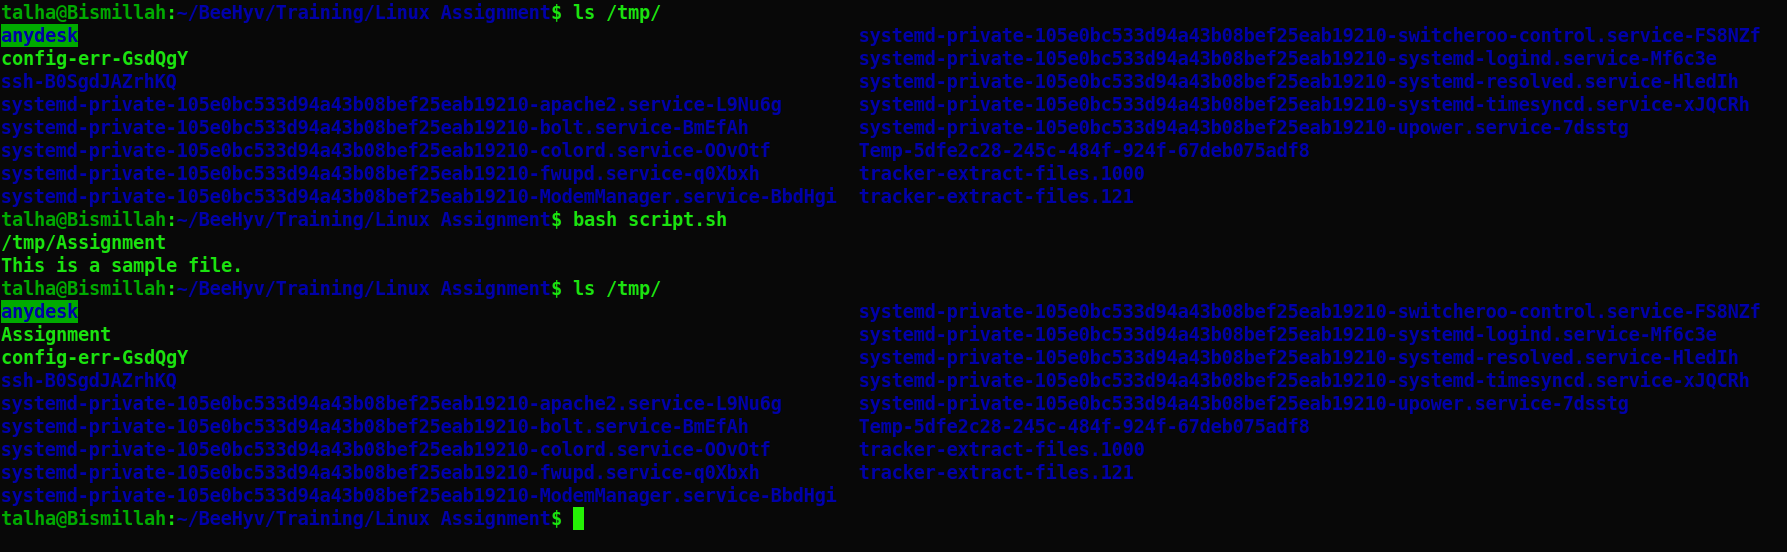 talha@Bismillah:~/BeeHyv/Training/Linux Assignment$ ls /tmp/
anydesk systemd-private-105e0bc533d94a43b08bef25eab19210-switcheroo-control.service-FS8NZf
config-err-GsdQgY systemd-private-105e0bc533d94a43b08bef25eab19210-systemd-logind.service-Mf6c3e
ssh-B0SgdJAZrhKQ systemd-private-105e0bc533d94a43b08bef25eab19210-systemd-resolved.service-HledIh
systemd-private-105e0bc533d94a43b08bef25eab19210-apache2.service-L9Nu6g systemd-private-105e0bc533d94a43b08bef25eab19210-systemd-timesyncd.service-xJQCRh
systemd-private-105e0bc533d94a43b08bef25eab19210-bolt.service-BmEfAh systemd-private-105e0bc533d94a43b08bef25eab19210-upower.service-7dsstg
systemd-private-105e0bc533d94a43b08bef25eab19210-colord.service-OOvOtf Temp-5dfe2c28-245c-484f-924f-67deb075adf8
systemd-private-105e0bc533d94a43b08bef25eab19210-fwupd.service-q0Xbxh tracker-extract-files.1000
systemd-private-105e0bc533d94a43b08bef25eab19210-ModemManager.service-BbdHgi tracker-extract-files.121
talha@Bismillah:~/BeeHyv/Training/Linux Assignment$ bash script.sh
/tmp/Assignment
This is a sample file.
talha@Bismillah:~/BeeHyv/Training/Linux Assignment$ ls /tmp/
anydesk systemd-private-105e0bc533d94a43b08bef25eab19210-switcheroo-control.service-FS8NZf
Assignment systemd-private-105e0bc533d94a43b08bef25eab19210-systemd-logind.service-Mf6c3e
config-err-GsdQgY systemd-private-105e0bc533d94a43b08bef25eab19210-systemd-resolved.service-HledIh
ssh-B0SgdJAZrhKQ systemd-private-105e0bc533d94a43b08bef25eab19210-systemd-timesyncd.service-xJQCRh
systemd-private-105e0bc533d94a43b08bef25eab19210-apache2.service-L9Nu6g systemd-private-105e0bc533d94a43b08bef25eab19210-upower.service-7dsstg
systemd-private-105e0bc533d94a43b08bef25eab19210-bolt.service-BmEfAh Temp-5dfe2c28-245c-484f-924f-67deb075adf8
systemd-private-105e0bc533d94a43b08bef25eab19210-colord.service-OOvOtf tracker-extract-files.1000
systemd-private-105e0bc533d94a43b08bef25eab19210-fwupd.service-q0Xbxh tracker-extract-files.121
systemd-private-105e0bc533d94a43b08bef25eab19210-ModemManager.service-BbdHgi
talha@Bismillah:~/BeeHyv/Training/Linux Assignment$